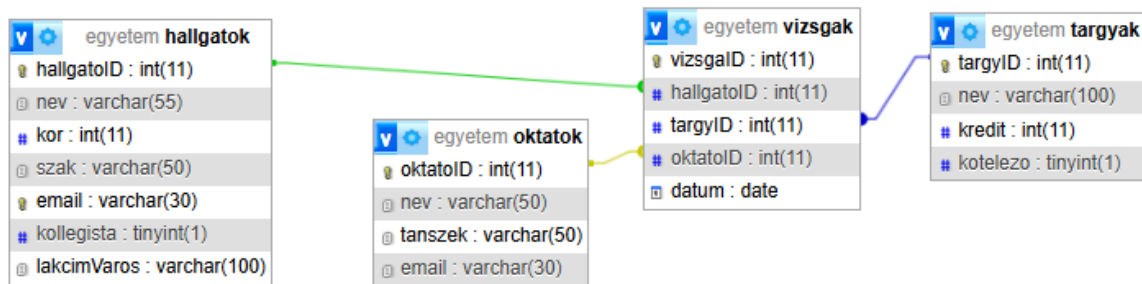 egyetem hallgatok
hallgatoID : int(11)
nev : varchar(55)
kor : int(11)
szak : varchar(50)
email : varchar(30)
kollegista : tinyint(1)
lakcimVaros : varchar(100)
egyetem oktatok
oktatoID : int(11)
nev : varchar(50)
tanszek : varchar(50)
email : varchar(30)
egyetem vizsgak
vizsgaID : int(11)
hallgatoID : int(11)
targyID : int(11)
oktatoID : int(11)
datum : date
egyetem targyak
targyID : int(11)
nev : varchar(100)
kredit : int(11)
kotelezo : tinyint(1)